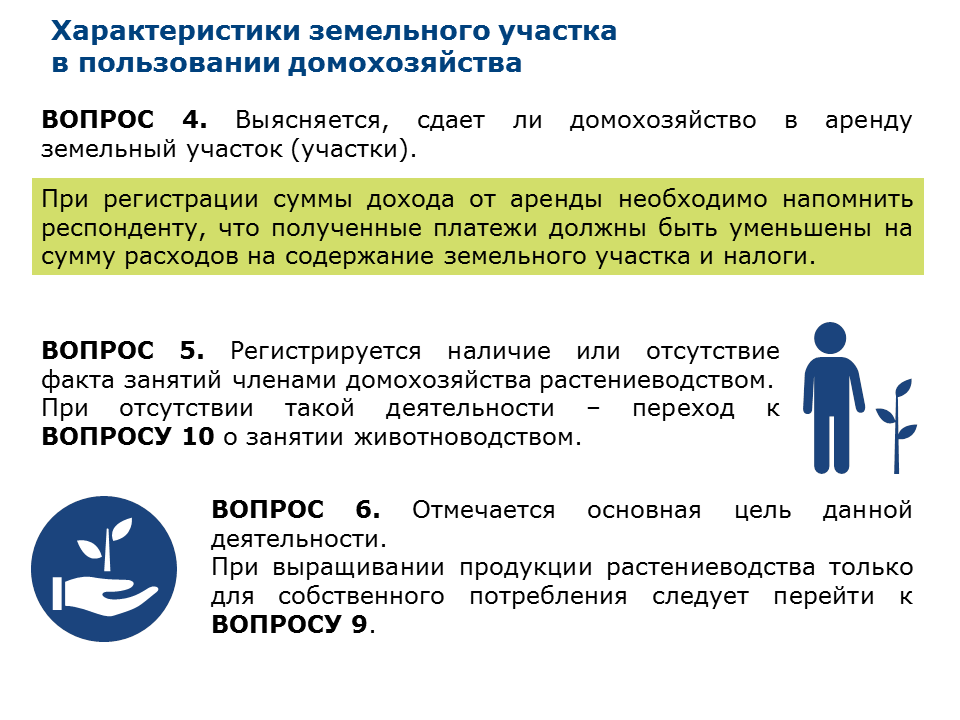 Характеристики земельного участка
в пользовании домохозяйства
ВОПРОС 4. Выясняется, сдает ли домохозяйство в аренду
земельный участок (участки).
При регистрации суммы дохода от аренды необходимо напомнить
респонденту, что полученные платежи должны быть уменьшены на
сумму расходов на содержание земельного участка и налоги.
ВОПРОС 5. Регистрируется наличие или отсутствие
факта занятий членами домохозяйства растениеводством.
При отсутствии такой деятельности – переход к
ВОПРОСУ 10 о занятии животноводством.
ВОПРОС 6. Отмечается основная цель данной
деятельности.
При выращивании продукции растениеводства только
для собственного потребления следует перейти к
ВОПРОСУ 9.